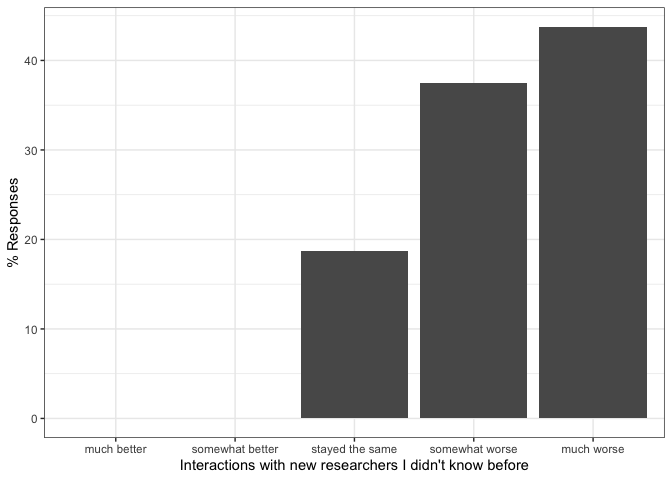 % Responses
40
30
20
10
0
much better somewhat better stayed the same somewhat worse much worse
Interactions with new researchers I didn't know before